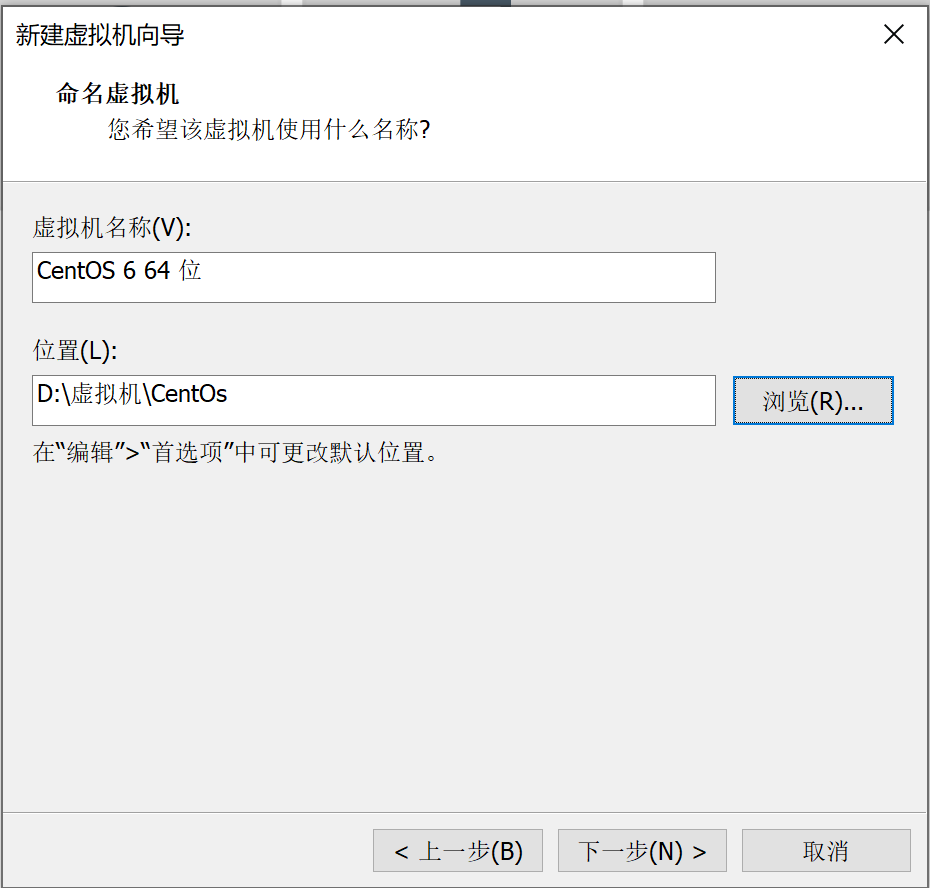 新建虚拟机向导
命名虚拟机
您希望该虚拟机使用什么名称?
虚拟机名称(V):
CentOS 6 64 位
位置(L):
D:\虚拟机\CentOs
浏览(R)...
在“编辑”>“首选项”中可更改默认位置。
< 上一步(B)
下一步(N) >
取消